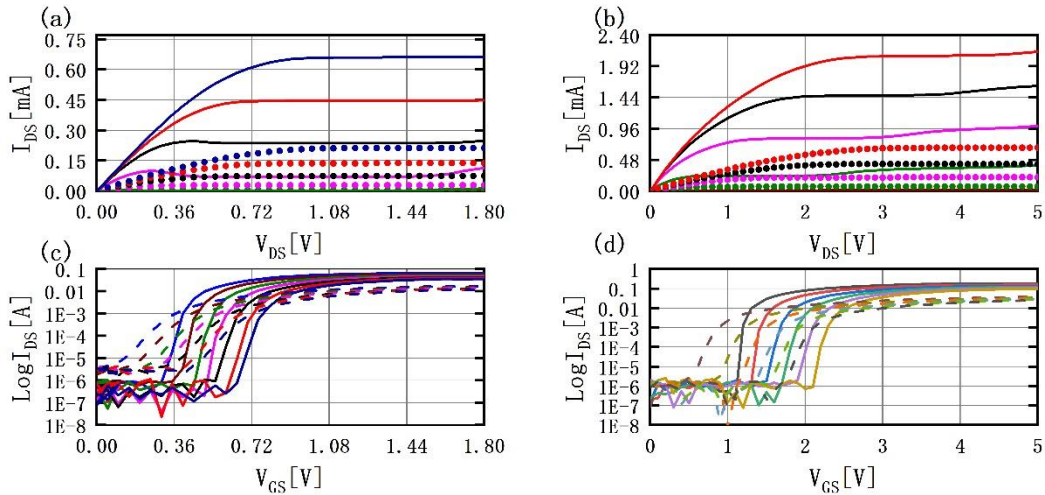 (a)
I_DS[mA]
0.75
0.60
0.45
0.30
0.15
0.00
0.00 0.36 0.72 1.08 1.44 1.80
V_DS[V]
(b)
I_DS[mA]
2.40
1.92
1.44
0.96
0.48
0.00
0 1 2 3 4 5
V_DS[V]
(c)
LogI_DS[A]
0.1
0.01
1E-3
1E-4
1E-5
1E-6
1E-7
1E-8
0.00 0.36 0.72 1.08 1.44 1.80
V_GS[V]
(d)
LogI_DS[A]
1
0.1
0.01
1E-3
1E-4
1E-5
1E-6
1E-7
1E-8
0 1 2 3 4 5
V_GS[V]